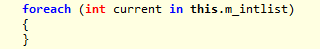 foreach (int current in this.m_intlist)
{
}